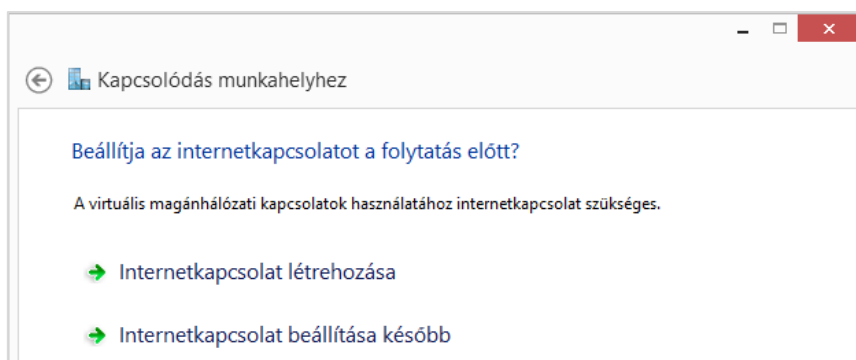 Kapcsolódás munkahelyhez
Beállítja az internetkapcsolatot a folytatás előtt?
A virtuális magánhálózati kapcsolatok használatához internetkapcsolat szükséges.
Internetkapcsolat létrehozása
Internetkapcsolat beállítása később